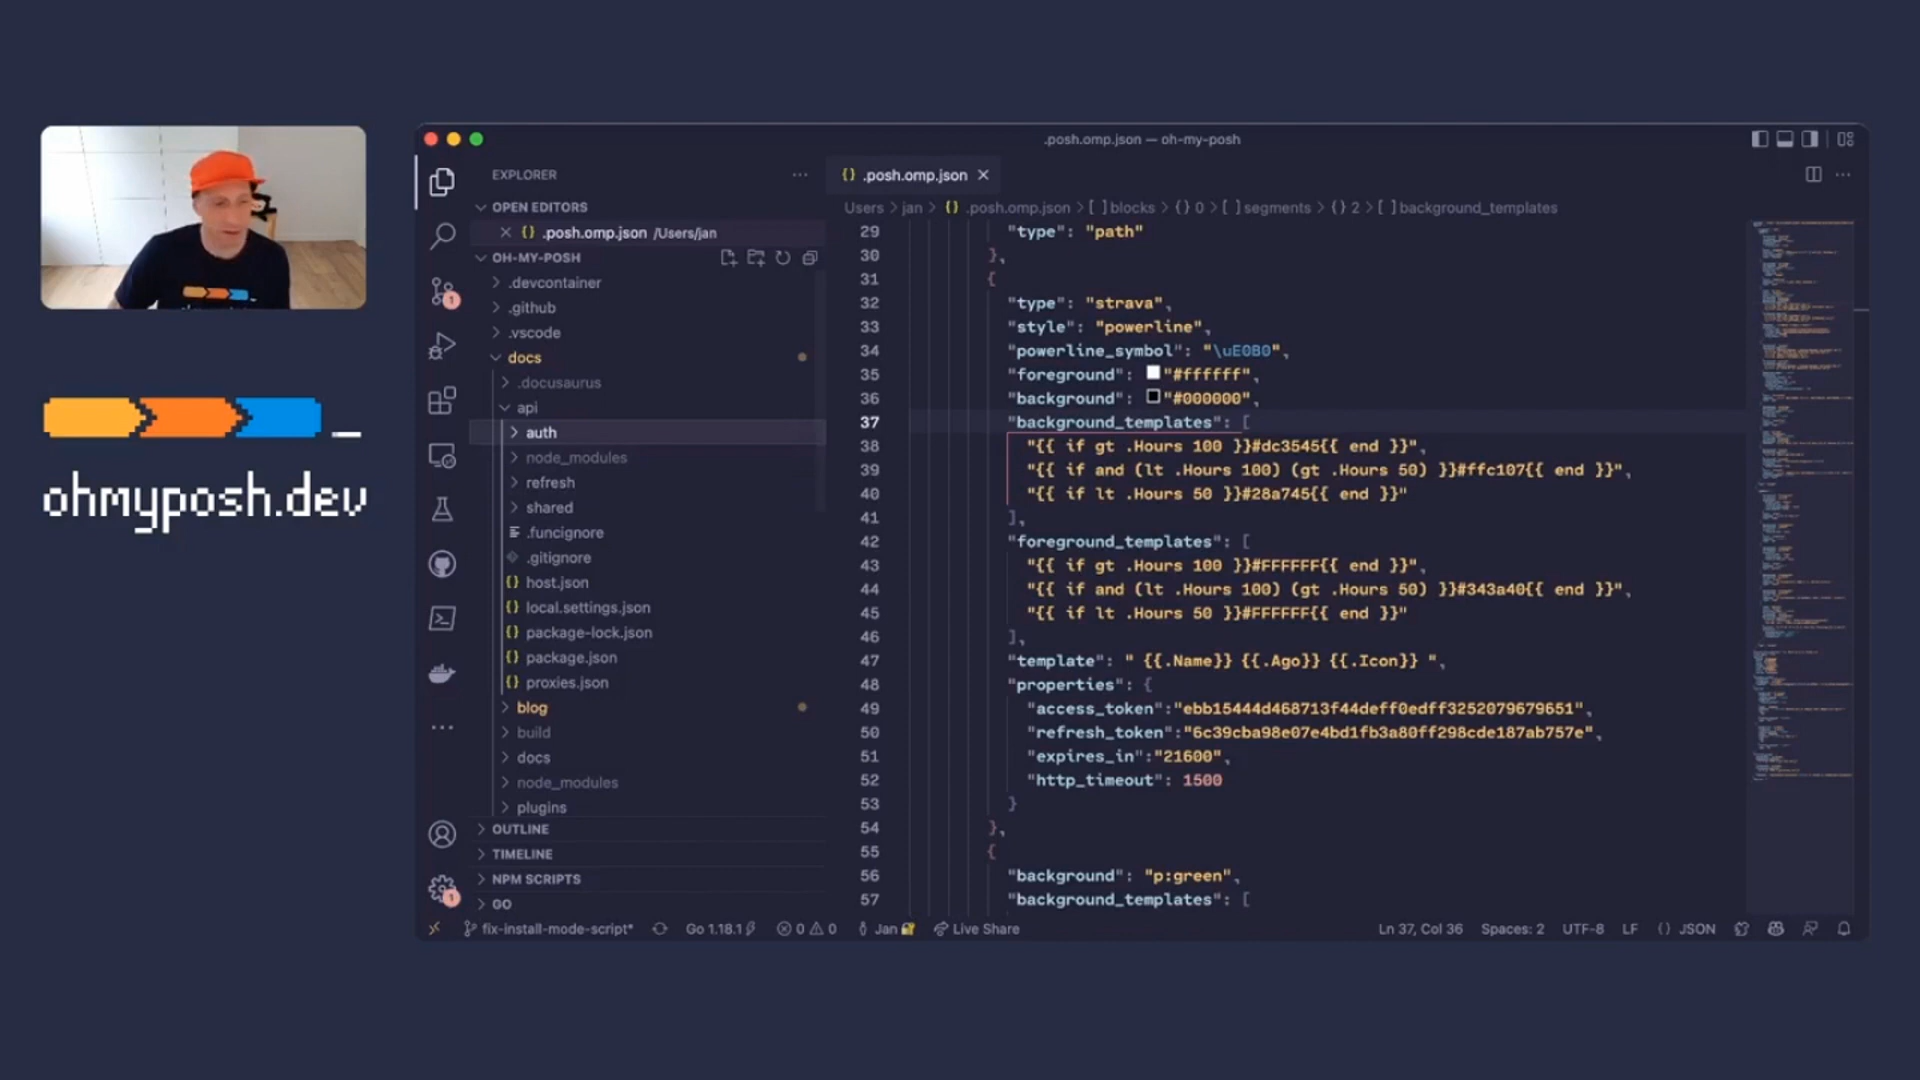 .posh.omp.json — oh-my-posh
EXPLORER
OPEN EDITORS
.posh.omp.json /Users/jan
OH-MY-POSH
.devcontainer
.github
.vscode
docs
.docusaurus
api
auth
node_modules
refresh
shared
.funcignore
.gitignore
host.json
local.settings.json
package-lock.json
package.json
proxies.json
blog
build
docs
node_modules
plugins
OUTLINE
TIMELINE
NPM SCRIPTS
GO
ohmyposh.dev
{} .posh.omp.json ×
Users > jan > {} .posh.omp.json > [ ] blocks > {} 0 > [ ] segments > {} 2 > [ ] background_templates
29 "type": "path"
30 },
31 {
32 "type": "strava",
33 "style": "powerline",
34 "powerline_symbol": "\uE0B0",
35 "foreground": "#ffffff",
36 "background": "#000000",
37 "background_templates": [
38 "{{ if gt .Hours 100 }}#dc3545{{ end }}",
39 "{{ if and (lt .Hours 100) (gt .Hours 50) }}#ffc107{{ end }}",
40 "{{ if lt .Hours 50 }}#28a745{{ end }}"
41 ],
42 "foreground_templates": [
43 "{{ if gt .Hours 100 }}#FFFFFF{{ end }}",
44 "{{ if and (lt .Hours 100) (gt .Hours 50) }}#343a40{{ end }}",
45 "{{ if lt .Hours 50 }}#FFFFFF{{ end }}"
46 ],
47 "template": " {{.Name}} {{.Ago}} {{.Icon}} ",
48 "properties": {
49 "access_token":"ebb15444d468713f44deff0edff3252079679651",
50 "refresh_token":"6c39cba98e07e4bd1fb3a80ff298cde187ab757e",
51 "expires_in":"21600",
52 "http_timeout": 1500
53 }
54 },
55 {
56 "background": "p:green",
57 "background_templates": [
1
1
fix-install-mode-script* Go 1.18.1 0 0 Jan Live Share Ln 37, Col 36 Spaces: 2 UTF-8 LF {} JSON